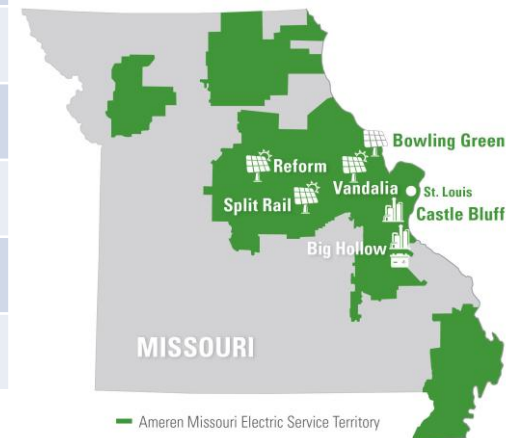 Bowling Green
Reform
Vandalia
St. Louis
Split Rail
Castle Bluff
Big Hollow
MISSOURI
Ameren Missouri Electric Service Territory